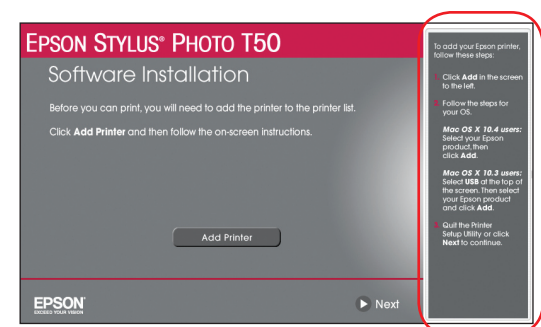 EPSON STYLUS® PHOTO T50
Software Installation
Before you can print, you will need to add the printer to the printer list.
Click Add Printer and then follow the on-screen instructions.
Add Printer
EPSON®
EXCEED YOUR VISION
Next
To add your Epson printer,
follow these steps:
1. Click Add in the screen
to the left.
2. Follow the steps for
your OS.
Mac OS X 10.4 users:
Select your Epson
product, then
click Add.
Mac OS X 10.3 users:
Select USB at the top of
the screen. Then select
your Epson product
and click Add.
3. Quit the Printer
Setup Utility or click
Next to continue.